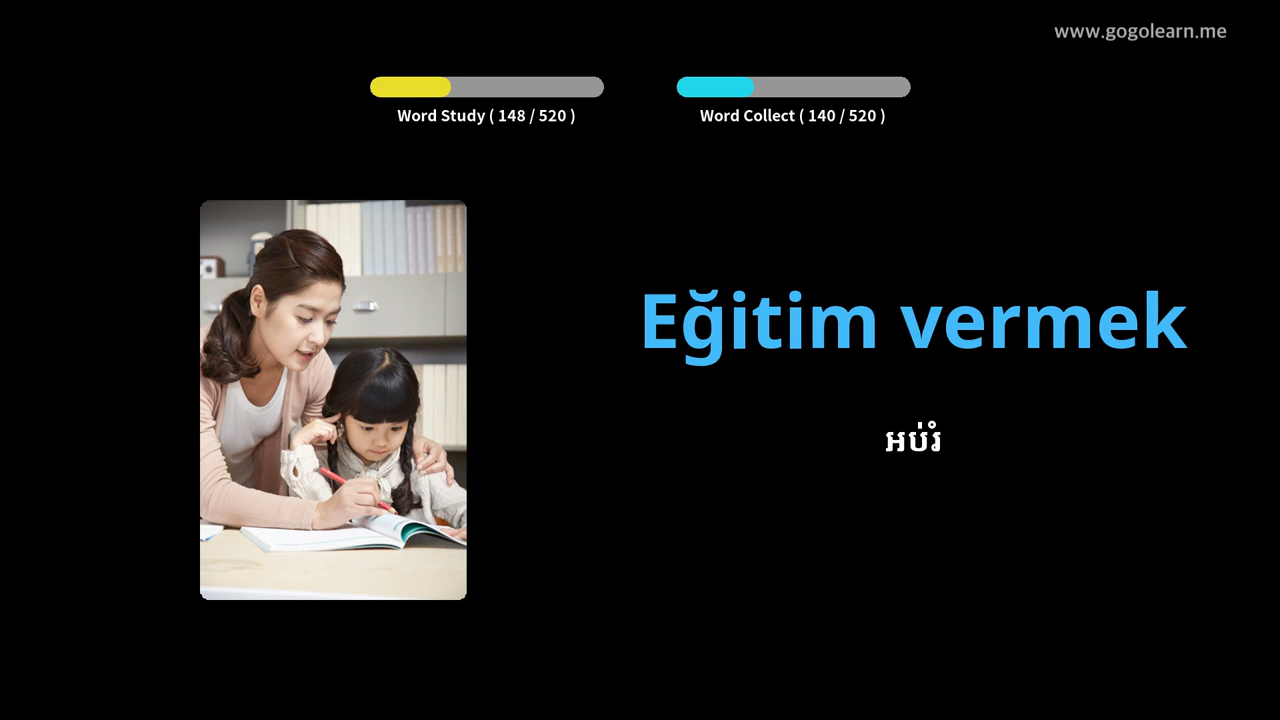 www.gogolearn.me
Word Study ( 148 / 520 )
Word Collect ( 140 / 520 )
Eğitim vermek
អប់រំ